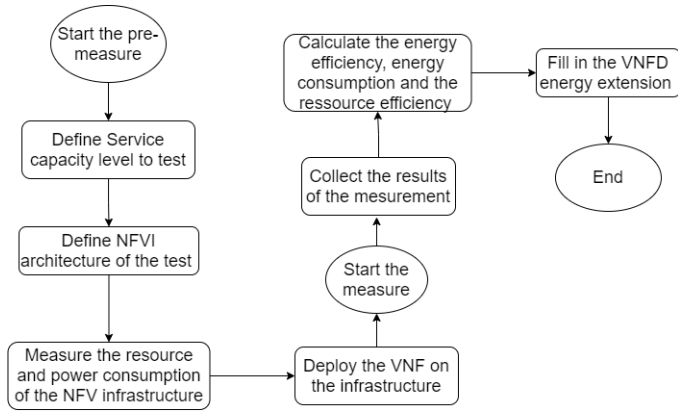 Start the pre-
measure
Define Service
capacity level to test
Define NFVI
architecture of the test
Measure the resource
and power consumption
of the NFV infrastructure
Deploy the VNF on
the infrastructure
Start the
measure
Collect the results
of the mesurement
Calculate the energy
efficiency, energy
consumption and the
ressource efficiency
Fill in the VNFD
energy extension
End